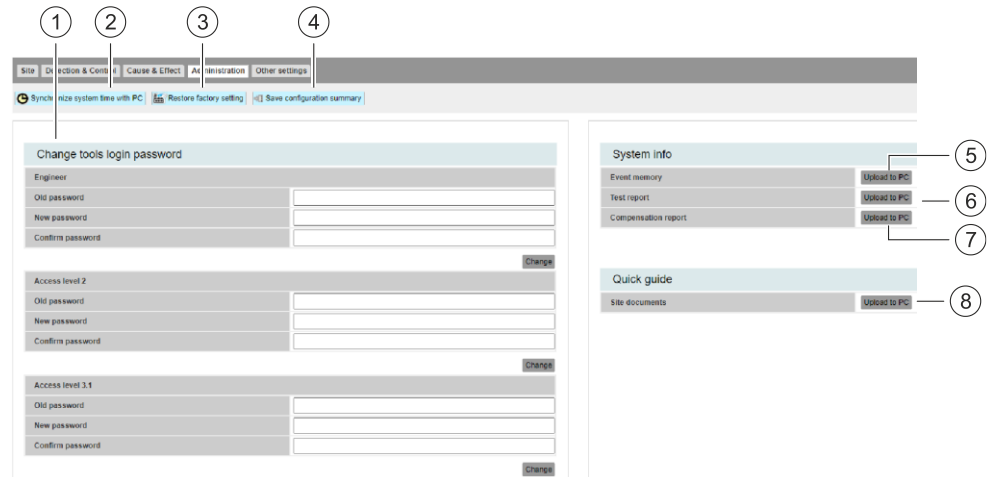 1 2 3 4
Site Detection & Control Cause & Effect Administration Other settings
Synchronize system time with PC Restore factory setting Save configuration summary
Change tools login password
Engineer
Old password
New password
Confirm password
Change
Access level 2
Old password
New password
Confirm password
Change
Access level 3.1
Old password
New password
Confirm password
Change
System info
Event memory Upload to PC 5
Test report Upload to PC 6
Compensation report Upload to PC 7
Quick guide
Site documents Upload to PC 8